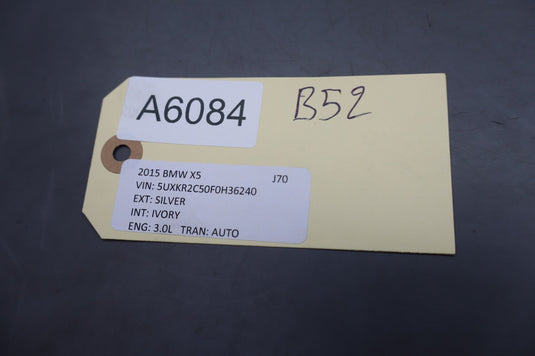 A6084
B52
2015 BMW X5 J70
VIN: 5UXKR2C50F0H36240
EXT: SILVER
INT: IVORY
ENG: 3.0L TRAN: AUTO